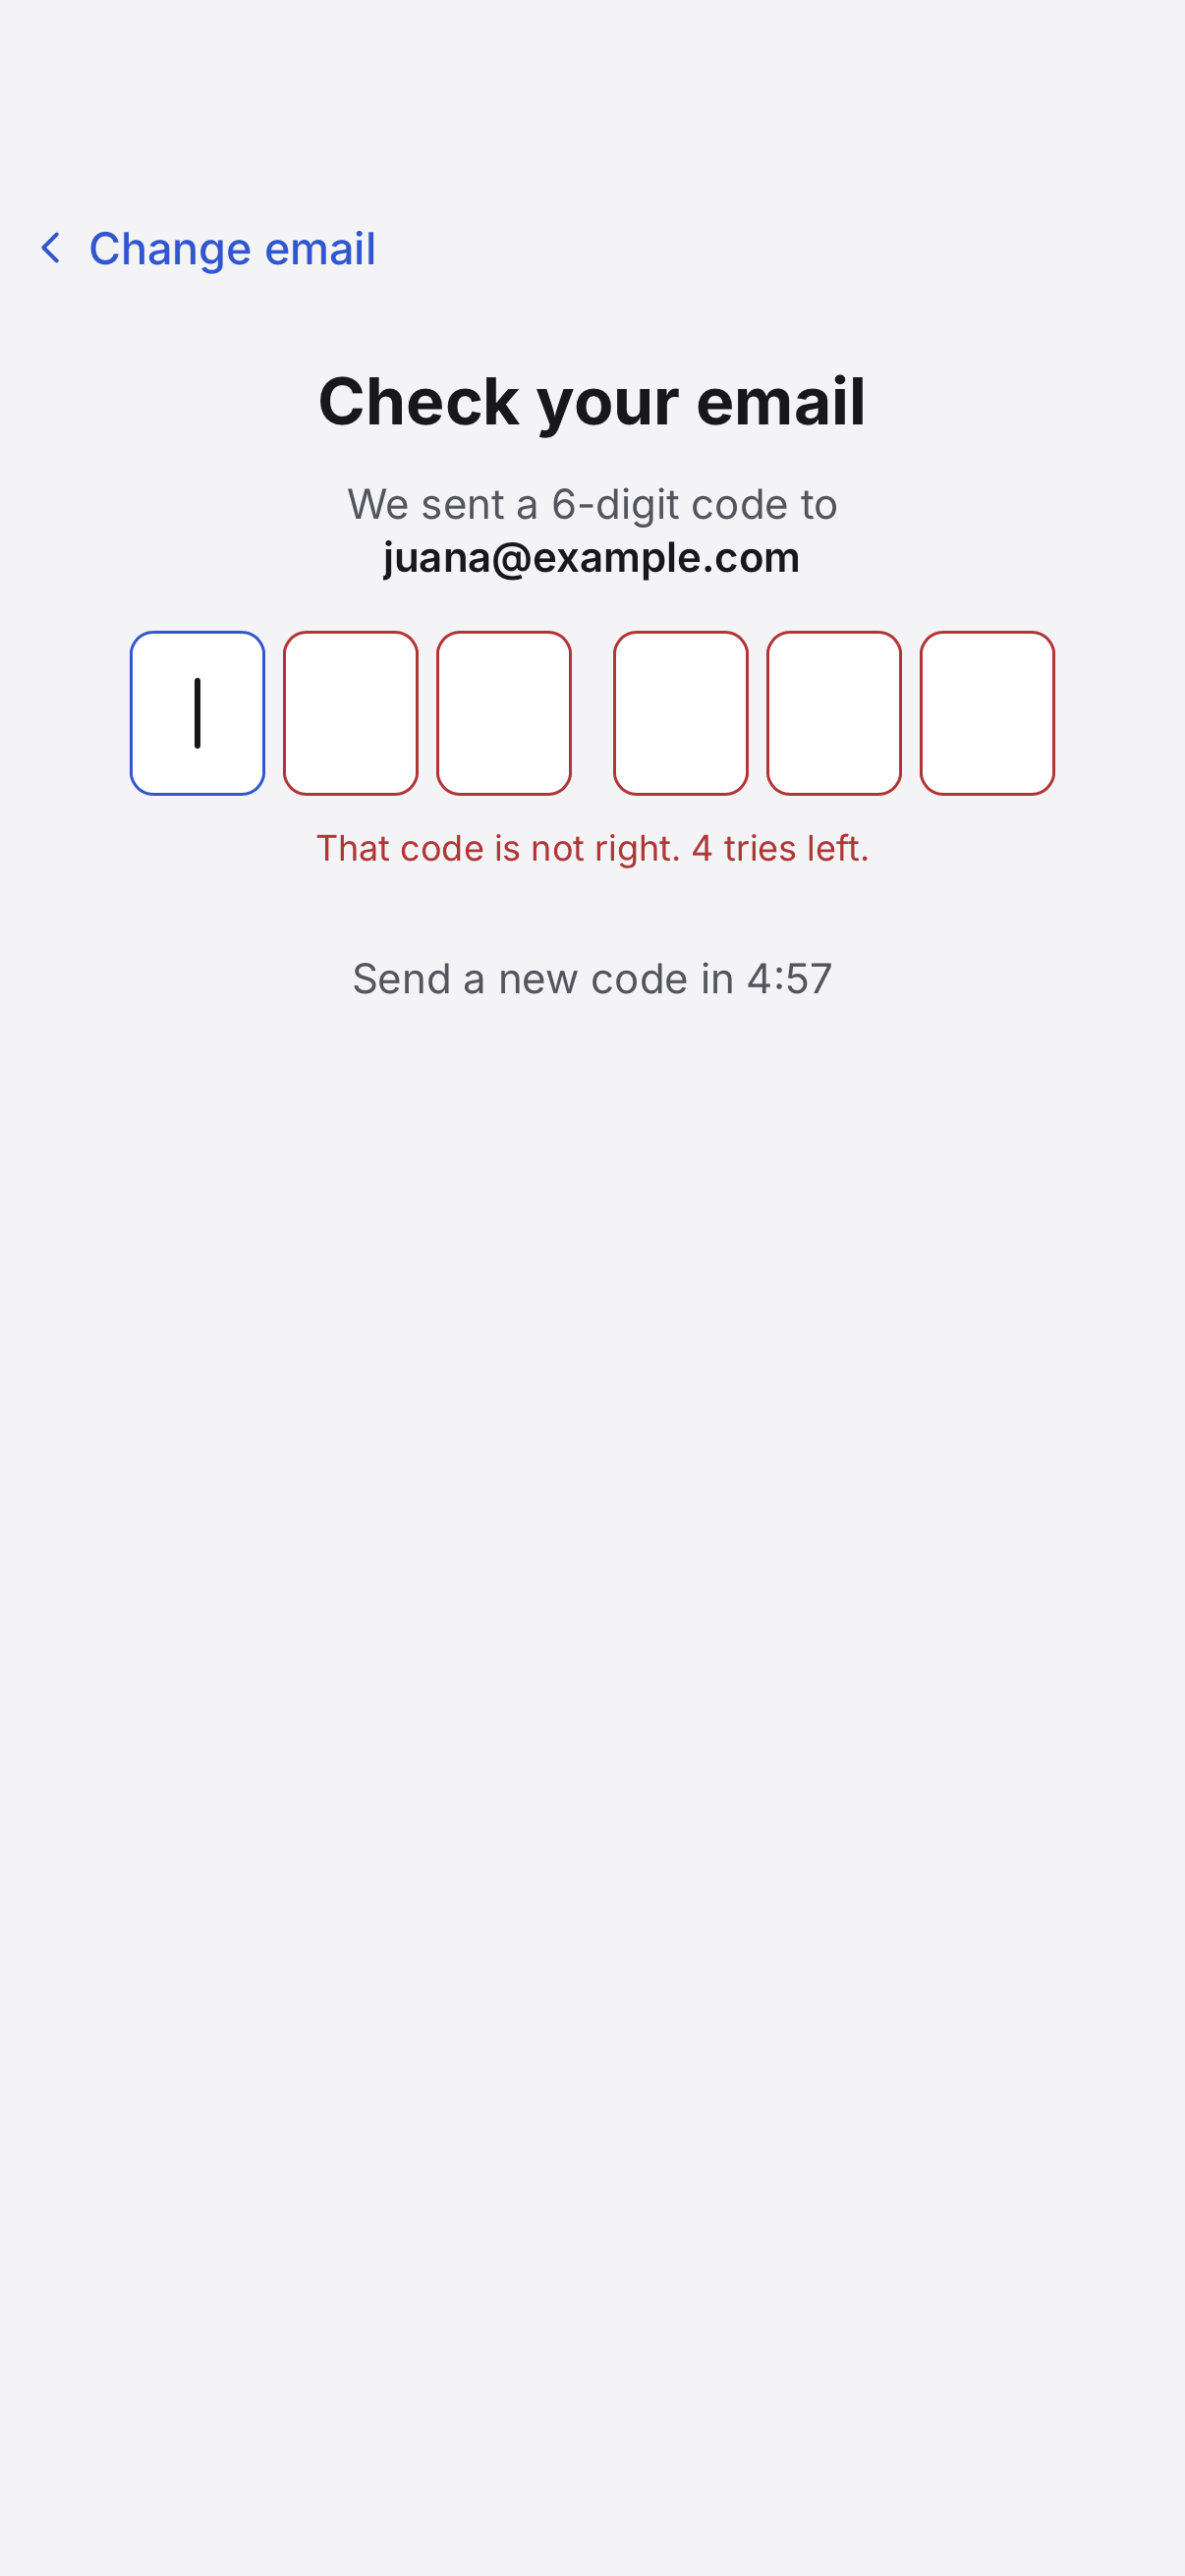 Change email
Check your email
We sent a 6-digit code to
juana@example.com
That code is not right. 4 tries left.
Send a new code in 4:57